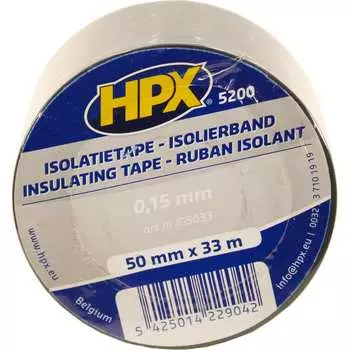 HPX 5200
ISOLATIETAPE - ISOLIERBAND
INSULATING TAPE - RUBAN ISOLANT
0,15 mm
50 mm x 33 m
www.hpx.eu
Belgium
info@hpx.eu
5 425014 229042